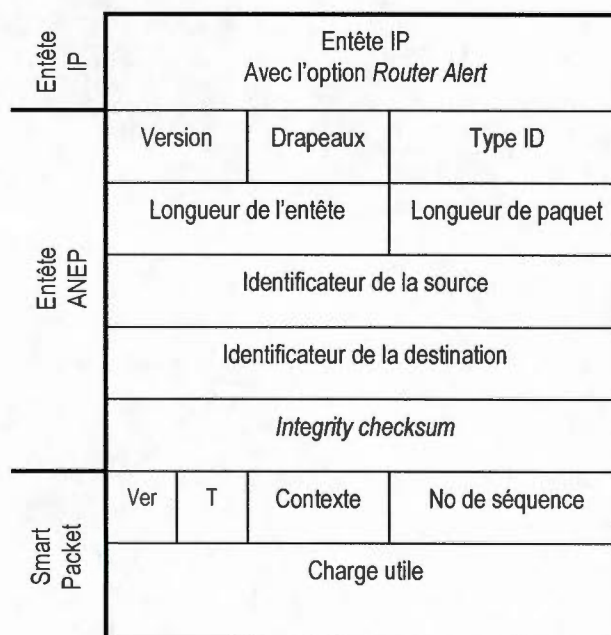 Entête
IP
Entête IP
Avec l'option Router Alert
Entête
ANEP
Version
Drapeaux
Type ID
Longueur de l'entête
Longueur de paquet
Identificateur de la source
Identificateur de la destination
Integrity checksum
Smart
Packet
Ver
T
Contexte
No de séquence
Charge utile